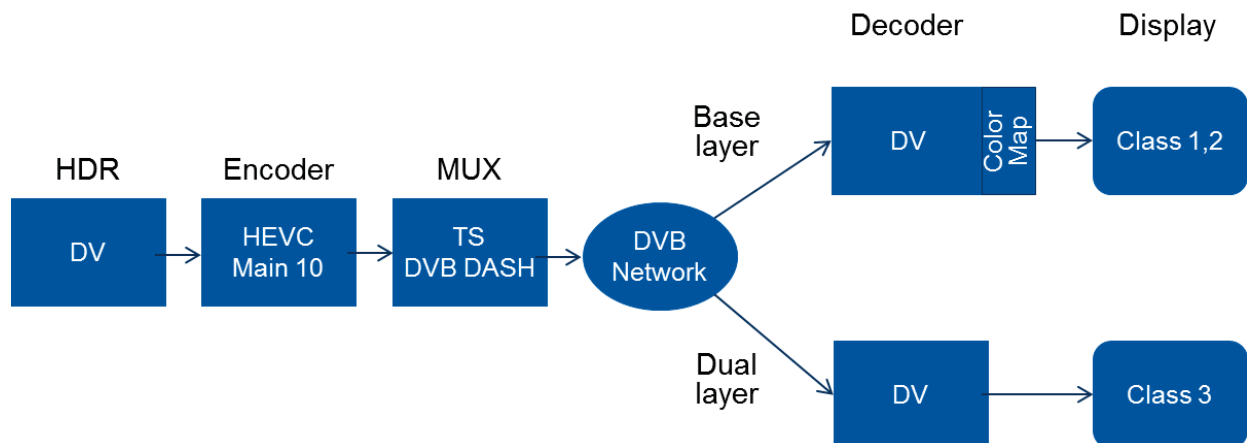 Decoder
Display
Base
layer
DV
Color
Map
Class 1,2
HDR
Encoder
MUX
DV
HEVC
Main 10
TS
DVB DASH
DVB
Network
Dual
layer
DV
Class 3